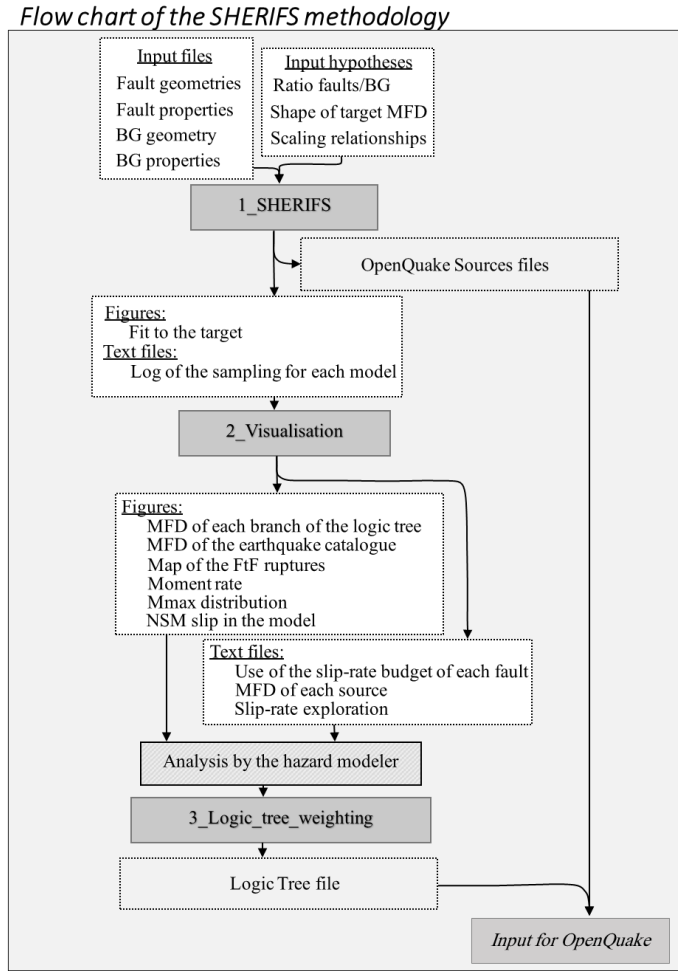 Flow chart of the SHERIFS methodology
Input files
Fault geometries
Fault properties
BG geometry
BG properties
Input hypotheses
Ratio faults/BG
Shape of target MFD
Scaling relationships
1_SHERIFS
OpenQuake Sources files
Figures:
Fit to the target
Text files:
Log of the sampling for each model
2_Visualisation
Figures:
MFD of each branch of the logic tree
MFD of the earthquake catalogue
Map of the FtF ruptures
Moment rate
Mmax distribution
NSM slip in the model
Text files:
Use of the slip-rate budget of each fault
MFD of each source
Slip-rate exploration
Analysis by the hazard modeler
3_Logic_tree_weighting
Logic Tree file
Input for OpenQuake